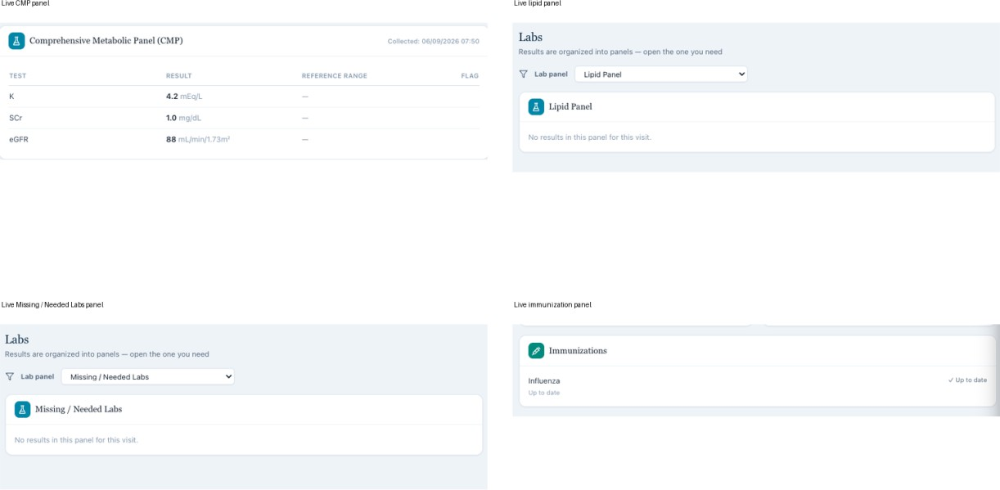 Live CMP panel
Comprehensive Metabolic Panel (CMP) Collected: 06/09/2026 07:50
TEST RESULT REFERENCE RANGE FLAG
K 4.2 mEq/L —
SCr 1.0 mg/dL —
eGFR 88 mL/min/1.73m²  —
Live lipid panel
Labs
Results are organized into panels — open the one you need
Lab panel Lipid Panel
Lipid Panel
No results in this panel for this visit.
Live Missing / Needed Labs panel
Labs
Results are organized into panels — open the one you need
Lab panel Missing / Needed Labs
Missing / Needed Labs
No results in this panel for this visit.
Live immunization panel
Immunizations
Influenza ✓ Up to date
Up to date